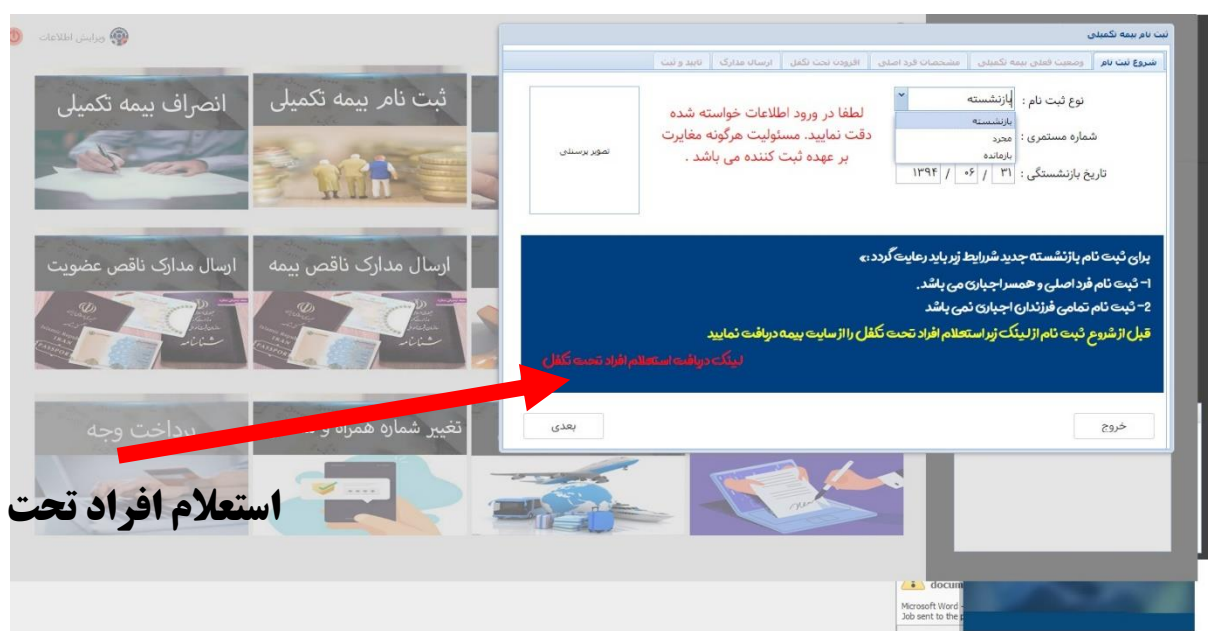 ویرایش اطلاعات
انصراف بیمه تکمیلی
ثبت نام بیمه تکمیلی
ارسال مدارک ناقص عضویت
ارسال مدارک ناقص بیمه
پرداخت وجه
تغییر شماره همراه و
ثبت نام بیمه تکمیلی
شروع ثبت نام
وضعیت فعلی بیمه تکمیلی
مشخصات فرد اصلی
افزودن تحت تکفل
ارسال مدارک
تایید و ثبت
نوع ثبت نام : بازنشسته
بازنشسته
مجرد
بازمانده
شماره مستمری :
تاریخ بازنشستگی : ۳۱ / ۰۶ / ۱۳۹۴
لطفا در ورود اطلاعات خواسته شده
دقت نمایید. مسئولیت هرگونه مغایرت
بر عهده ثبت کننده می باشد .
تصویر پرسنلی
برای ثبت نام بازنشسته جدید شررایط زیر باید رعایت گردد :»
1- ثبت نام فرد اصلی و همسر اجباری می باشد .
2- ثبت نام تمامی فرزندان اجباری نمی باشد
قبل از شروع ثبت نام از لینک زیر استعلام افراد تحت تکفل را از سایت بیمه دریافت نمایید
لینک دریافت استعلام افراد تحت تکفل
خروج
بعدی
استعلام افراد تحت
docum
Microsoft Word -
Job sent to the p